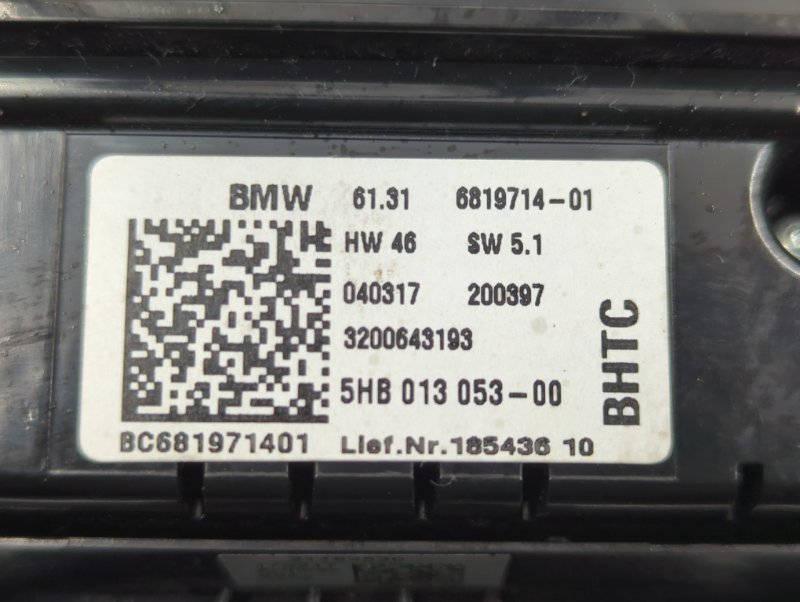 BMW 61.31 6819714-01
HW 46 SW 5.1
040317 200397
3200643193
5HB 013 053-00
BHTC
BC681971401 Lief.Nr.185436 10